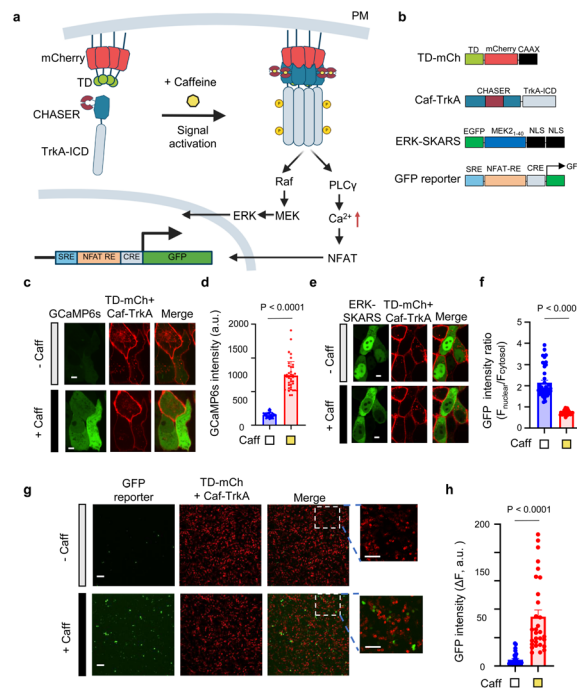 a
PM
mCherry
TD
CHASER
TrkA-ICD
+ Caffeine
Signal
activation
P
P
P
P
Raf
PLCγ
ERK
MEK
Ca2+
NFAT
SRE
NFAT RE
CRE
GFP
b
TD-mCh
TD
mCherry
CAAX
Caf-TrkA
CHASER
TrkA-ICD
ERK-SKARS
EGFP
MEK21-40
NLS
NLS
GFP reporter
SRE
NFAT-RE
CRE
GF
c
GCaMP6s
TD-mCh+
Caf-TrkA
Merge
- Caff
+ Caff
d
P < 0.0001
GCaMP6s intensity (a.u.)
2000
1500
1000
500
0
Caff
e
ERK-
SKARS
TD-mCh+
Caf-TrkA
Merge
- Caff
+ Caff
f
P < 0.000
GFP intensity ratio
(Fnuclear/Fcytosol)
5
4
3
2
1
0
Caff
g
GFP
reporter
TD-mCh
+ Caf-TrkA
Merge
- Caff
+ Caff
h
P < 0.0001
GFP intensity (ΔF, a.u.)
200
150
100
50
0
Caff